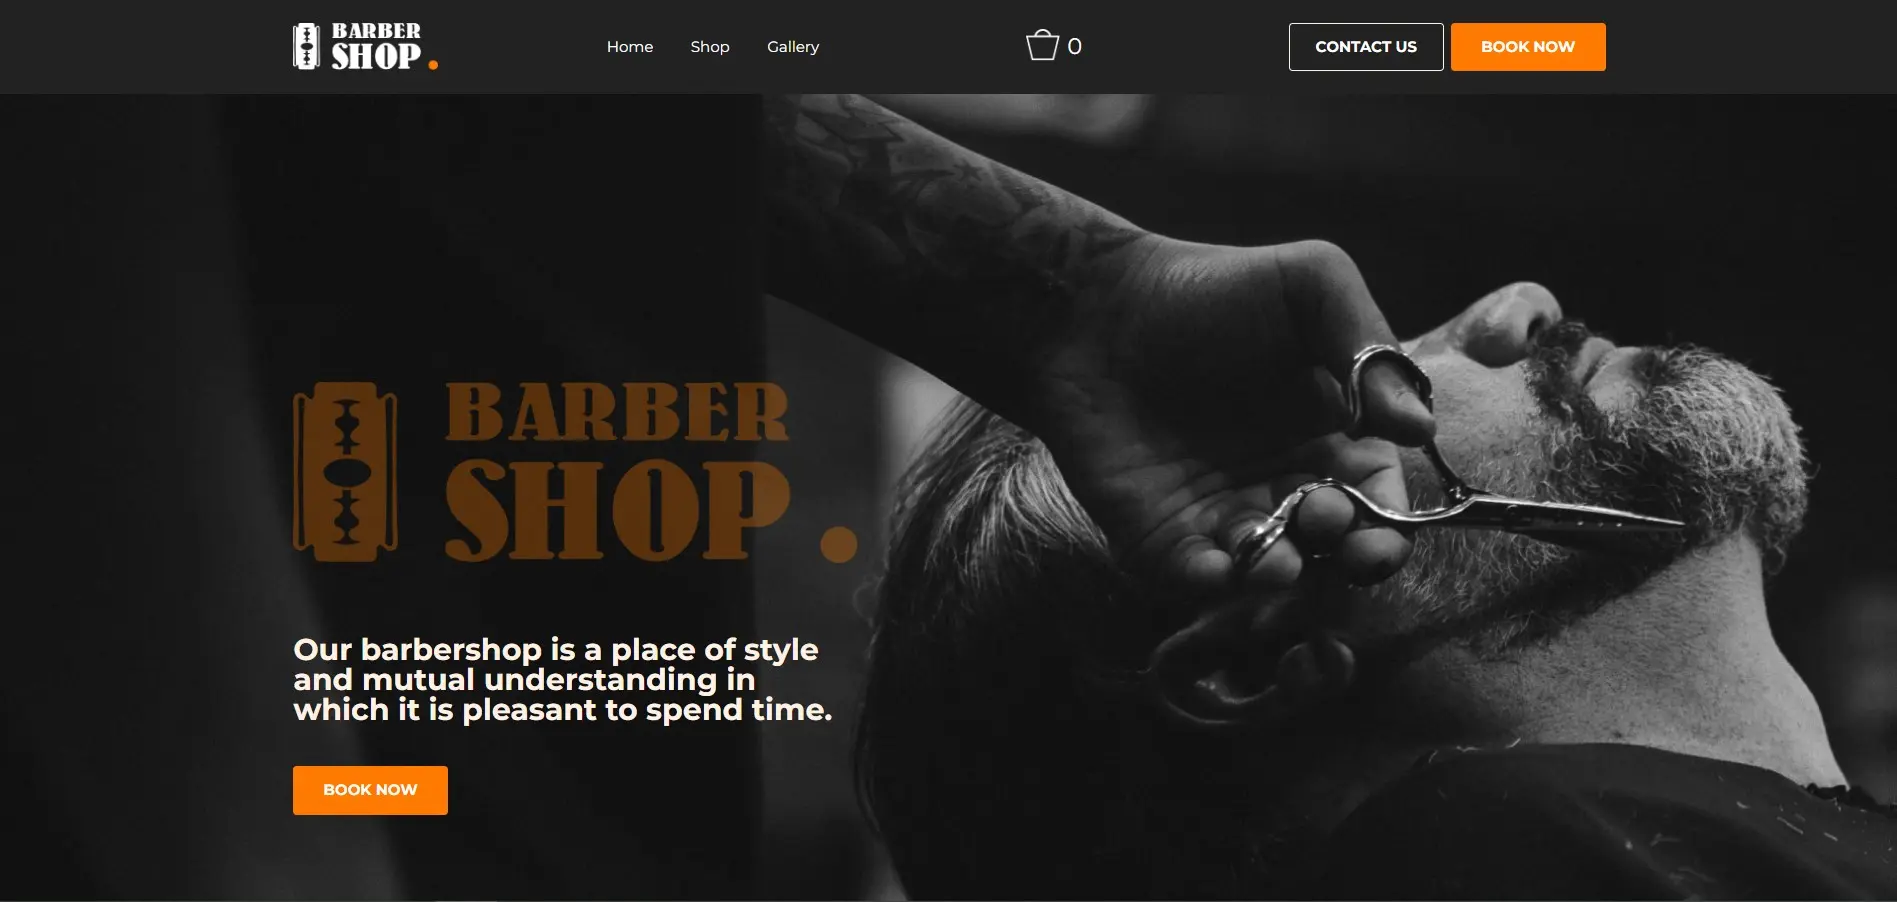 BARBER
SHOP
Home
Shop
Gallery
0
CONTACT US
BOOK NOW
BARBER
SHOP
Our barbershop is a place of style
and mutual understanding in
which it is pleasant to spend time.
BOOK NOW